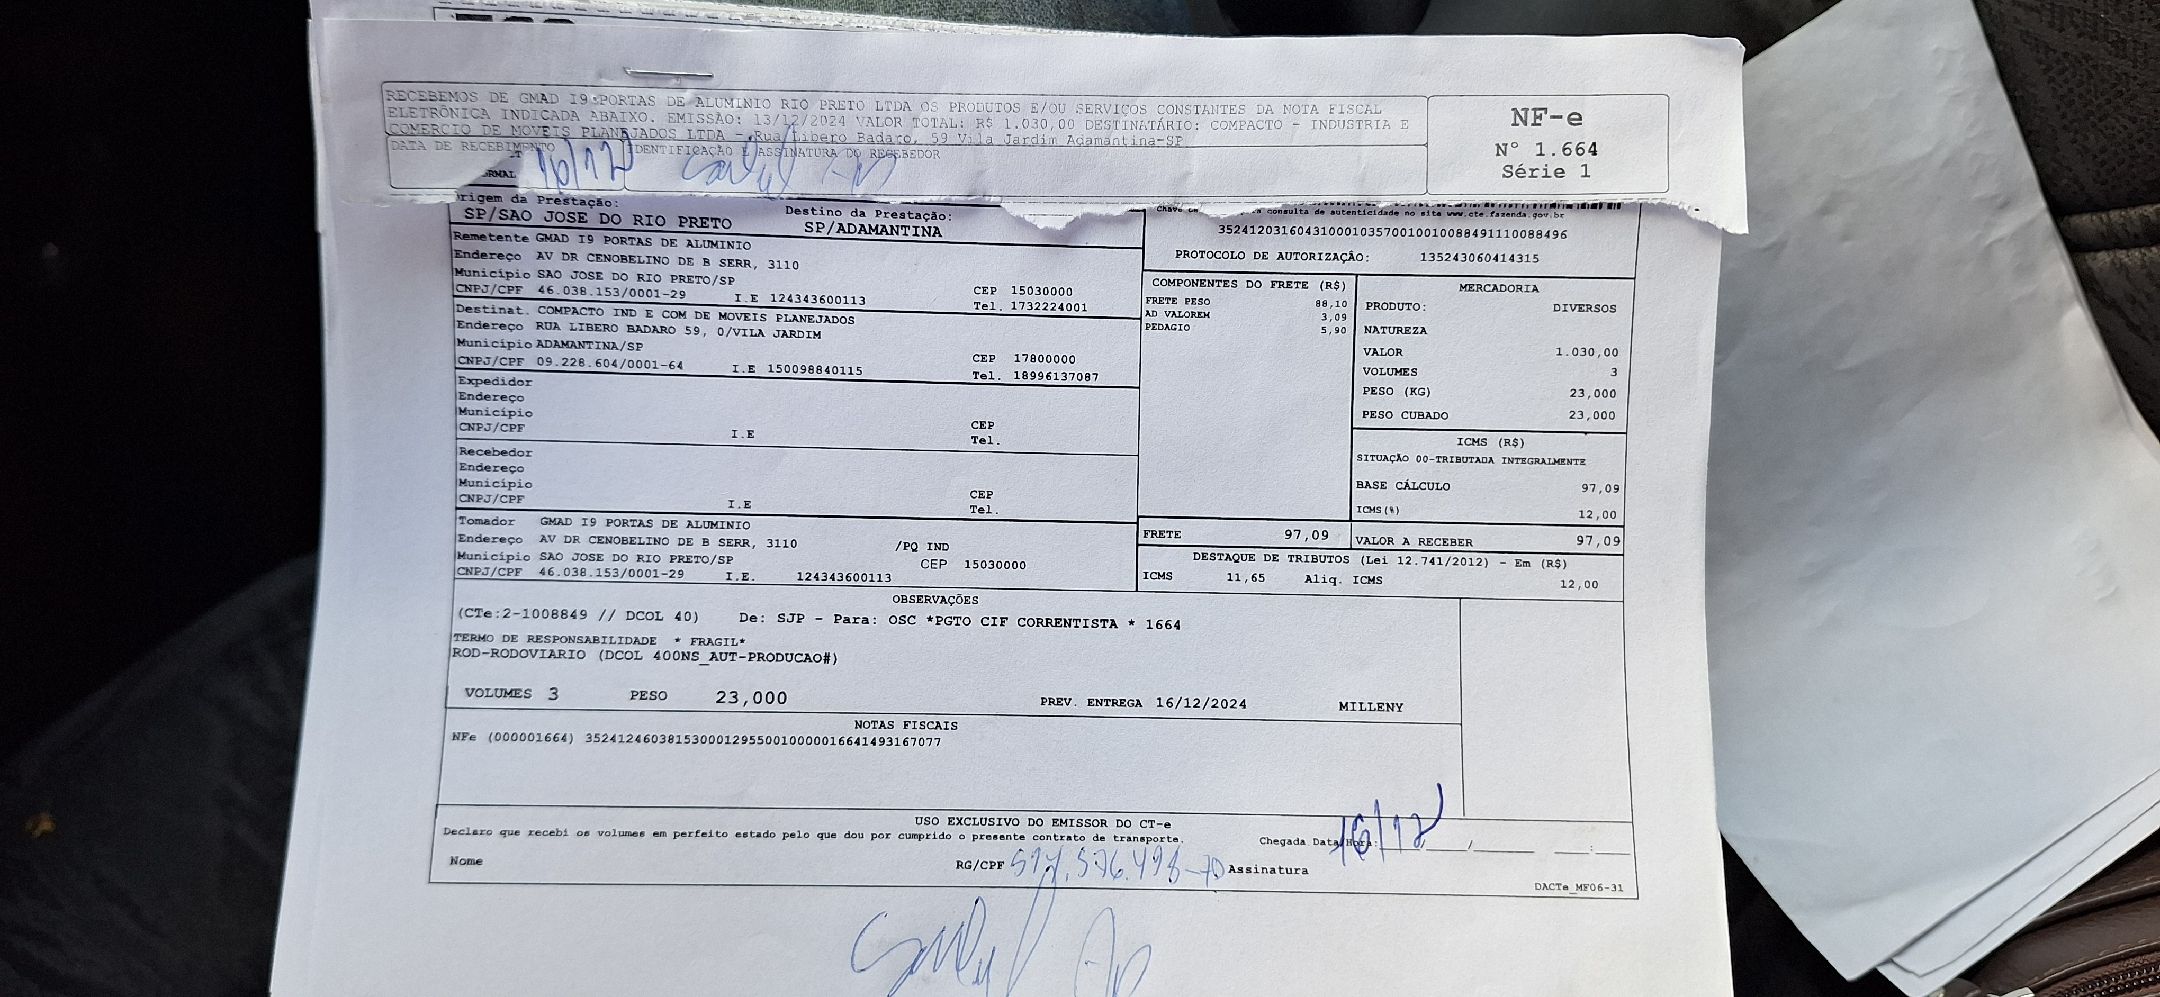 RECEBEMOS DE GMAD I9 PORTAS DE ALUMINIO RIO PRETO LTDA OS PRODUTOS E/OU SERVIÇOS CONSTANTES DA NOTA FISCAL
ELETRÔNICA INDICADA ABAIXO. EMISSÃO: 13/12/2024 VALOR TOTAL: R$ 1.030,00 DESTINATÁRIO: COMPACTO - INDUSTRIA E
COMERCIO DE MOVEIS PLANEJADOS LTDA - Rua Libero Badaro, 59 Vila Jardim Adamantina-SP
DATA DE RECEBIMENTO IDENTIFICAÇÃO E ASSINATURA DO RECEBEDOR
16/12
NF-e
N° 1.664
Série 1
ORMAL
rigem da Prestação: Destino da Prestação:
SP/SAO JOSE DO RIO PRETO SP/ADAMANTINA
consulta de autenticidade no site www.cte.fazenda.gov.br
35241203160431000103570010010088491110088496
PROTOCOLO DE AUTORIZAÇÃO: 135243060414315
Remetente GMAD I9 PORTAS DE ALUMINIO
Endereço AV DR CENOBELINO DE B SERR, 3110
Município SAO JOSE DO RIO PRETO/SP
CNPJ/CPF 46.038.153/0001-29 I.E 124343600113 CEP 15030000
Tel. 1732224001
Destinat. COMPACTO IND E COM DE MOVEIS PLANEJADOS
Endereço RUA LIBERO BADARO 59, 0/VILA JARDIM
Município ADAMANTINA/SP
CNPJ/CPF 09.228.604/0001-64 I.E 150098840115 CEP 17800000
Tel. 18996137087
Expedidor
Endereço
Município
CNPJ/CPF I.E CEP
Tel.
Recebedor
Endereço
Município
CNPJ/CPF I.E CEP
Tel.
Tomador GMAD I9 PORTAS DE ALUMINIO
Endereço AV DR CENOBELINO DE B SERR, 3110 /PQ IND
Município SAO JOSE DO RIO PRETO/SP CEP 15030000
CNPJ/CPF 46.038.153/0001-29 I.E. 124343600113
COMPONENTES DO FRETE (R$)
FRETE PESO 88,10
AD VALOREM 3,09
PEDAGIO 5,90
MERCADORIA
PRODUTO: DIVERSOS
NATUREZA
VALOR 1.030,00
VOLUMES 3
PESO (KG) 23,000
PESO CUBADO 23,000
ICMS (R$)
SITUAÇÃO 00-TRIBUTADA INTEGRALMENTE
BASE CÁLCULO 97,09
ICMS(%) 12,00
FRETE 97,09 VALOR A RECEBER 97,09
DESTAQUE DE TRIBUTOS (Lei 12.741/2012) - Em (R$)
ICMS 11,65 Aliq. ICMS 12,00
OBSERVAÇÕES
(CTe:2-1008849 // DCOL 40) De: SJP - Para: OSC *PGTO CIF CORRENTISTA * 1664
TERMO DE RESPONSABILIDADE * FRAGIL*
ROD-RODOVIARIO (DCOL 400NS_AUT-PRODUCAO#)
VOLUMES 3 PESO 23,000 PREV. ENTREGA 16/12/2024 MILLENY
NOTAS FISCAIS
NFe (000001664) 35241246038153000129550010000016641493167077
USO EXCLUSIVO DO EMISSOR DO CT-e
Declaro que recebi os volumes em perfeito estado pelo que dou por cumprido o presente contrato de transporte. Chegada Data/Hora: 16/12
Nome RG/CPF Assinatura
DACTe_MF06-31